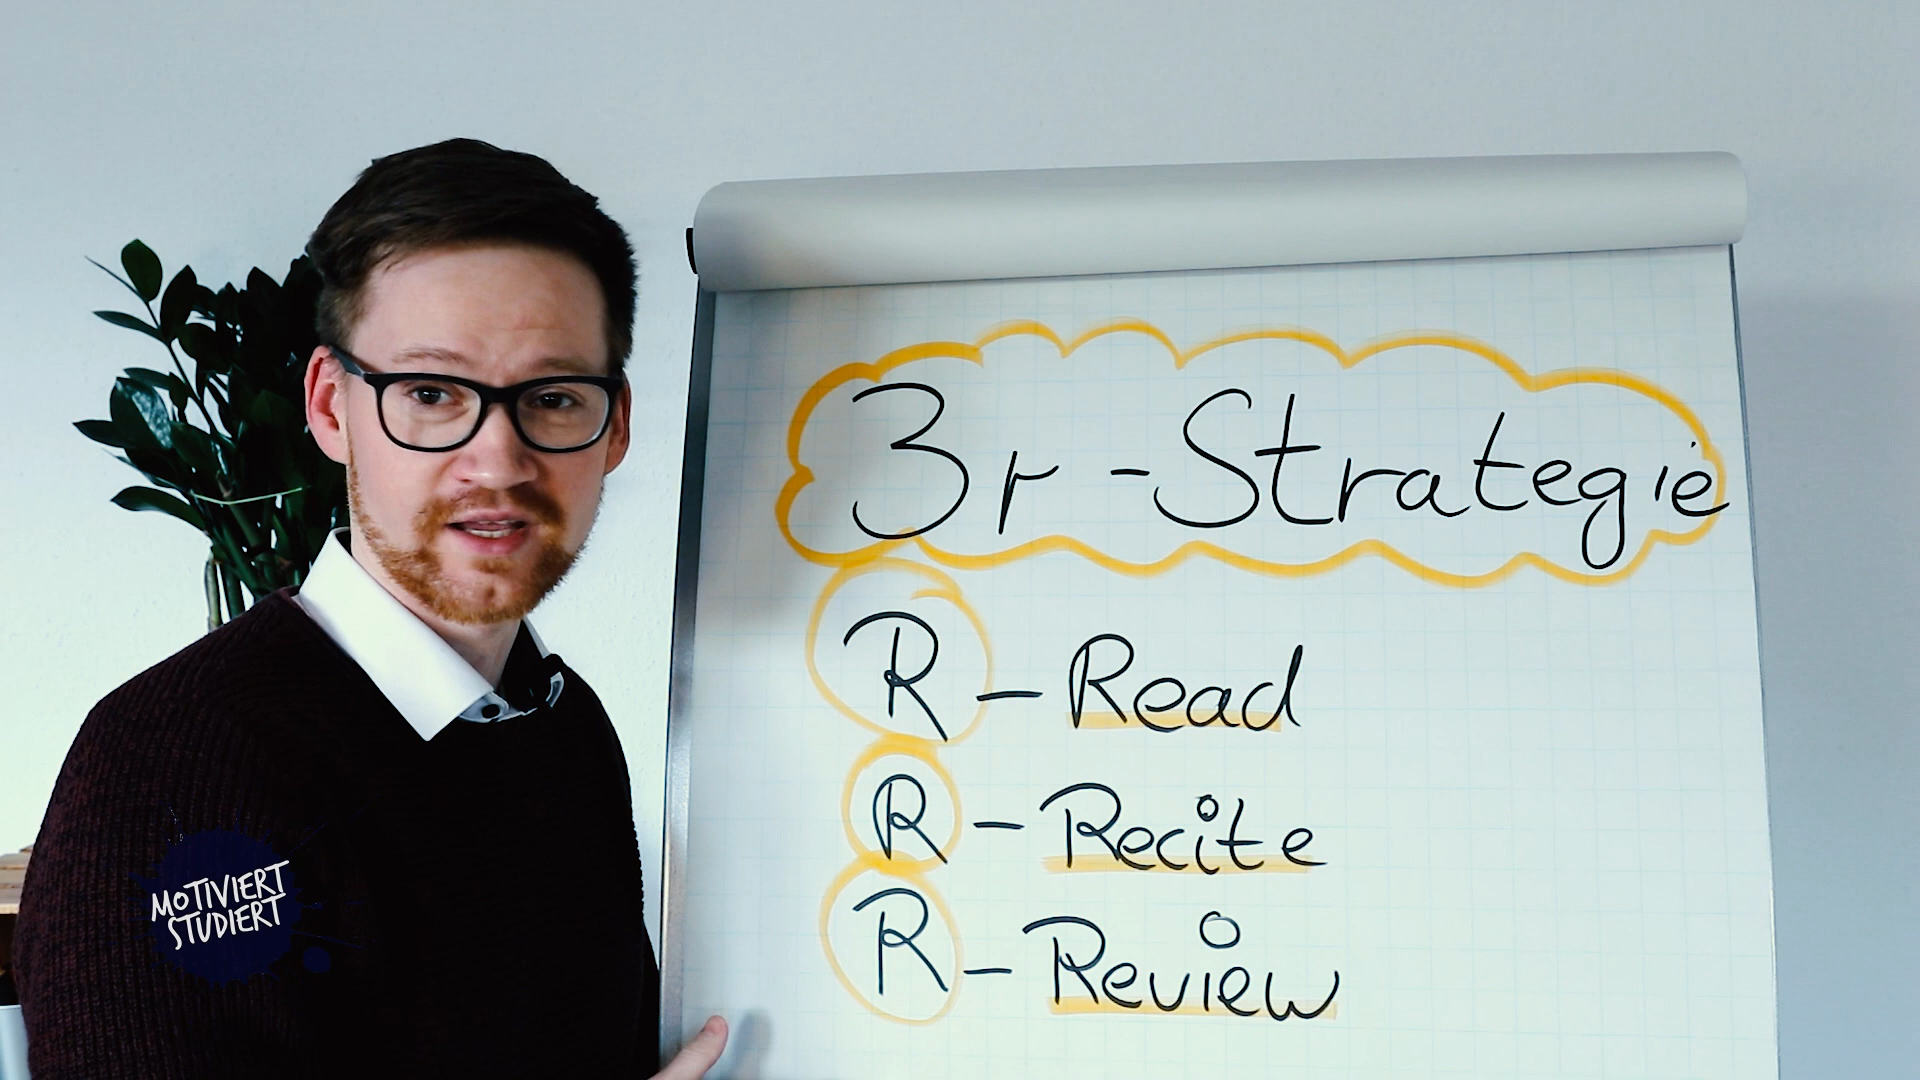 3r-Strategie
R - Read
R - Recite
R - Review
MOTIVIERT
STUDIERT